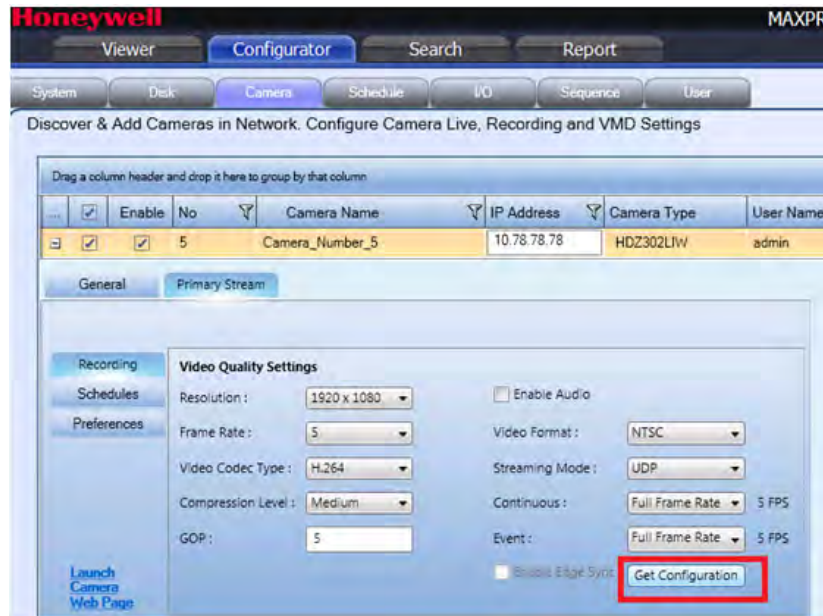 Honeywell
MAXPR
Viewer Configurator Search Report
System Disk Camera Schedule I/O Sequence User
Discover & Add Cameras in Network. Configure Camera Live, Recording and VMD Settings
Drag a column header and drop it here to group by that column
... Enable No Camera Name IP Address Camera Type User Name
5 Camera_Number_5 10.78.78.78 HDZ302LIW admin
General Primary Stream
Recording
Schedules
Preferences
Launch
Camera
Web Page
Video Quality Settings
Resolution : 1920 x 1080 Enable Audio
Frame Rate : 5 Video Format : NTSC
Video Codec Type : H.264 Streaming Mode : UDP
Compression Level : Medium Continuous : Full Frame Rate 5 FPS
GOP : 5 Event : Full Frame Rate 5 FPS
Enable Edge Sync Get Configuration